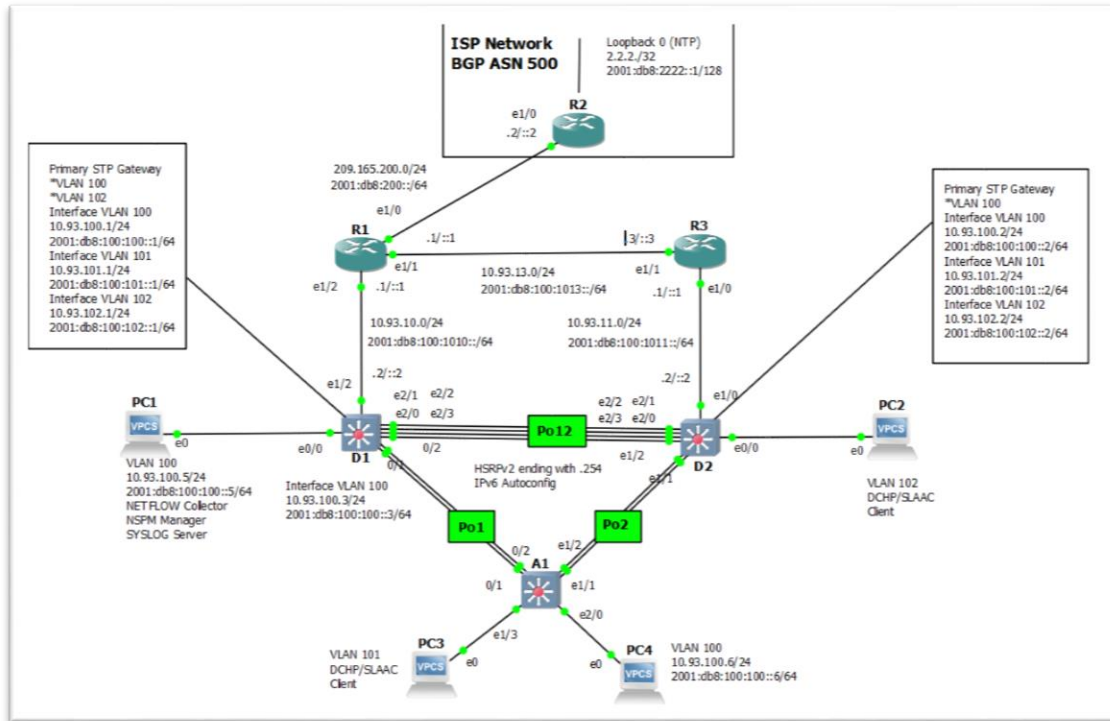 ISP Network
BGP ASN 500
Loopback 0 (NTP)
2.2.2./32
2001:db8:2222::1/128
R2
e1/0
.2/::2
209.165.200.0/24
2001:db8:200::/64
e1/0
Primary STP Gateway
*VLAN 100
*VLAN 102
Interface VLAN 100
10.93.100.1/24
2001:db8:100:100::1/64
Interface VLAN 101
10.93.101.1/24
2001:db8:100:101::1/64
Interface VLAN 102
10.93.102.1/24
2001:db8:100:102::1/64
Primary STP Gateway
*VLAN 100
Interface VLAN 100
10.93.100.2/24
2001:db8:100:100::2/64
Interface VLAN 101
10.93.101.2/24
2001:db8:100:101::2/64
Interface VLAN 102
10.93.102.2/24
2001:db8:100:102::2/64
R1
.1/::1
.3/::3
R3
e1/1
10.93.13.0/24
2001:db8:100:1013::/64
e1/1
e1/2
.1/::1
.1/::1
e1/0
10.93.10.0/24
2001:db8:100:1010::/64
10.93.11.0/24
2001:db8:100:1011::/64
.2/::2
.2/::2
e1/2
e1/0
e2/1 e2/2
e2/0 e2/3
e2/2 e2/1
e2/3 e2/0
Po12
0/2
e1/2
PC1
VPCS
e0
e0/0
D1
D2
e0/0
PC2
VPCS
e0
VLAN 100
10.93.100.5/24
2001:db8:100:100::5/64
NETFLOW Collector
NSPM Manager
SYSLOG Server
Interface VLAN 100
10.93.100.3/24
2001:db8:100:100::3/64
HSRPv2 ending with .254
IPv6 Autoconfig
e1/1
VLAN 102
DCHP/SLAAC
Client
Po1
Po2
0/2
A1
e1/2
0/1
e1/1
e1/3
e2/0
PC3
VPCS
e0
VLAN 101
DCHP/SLAAC
Client
PC4
VPCS
e0
VLAN 100
10.93.100.6/24
2001:db8:100:100::6/64